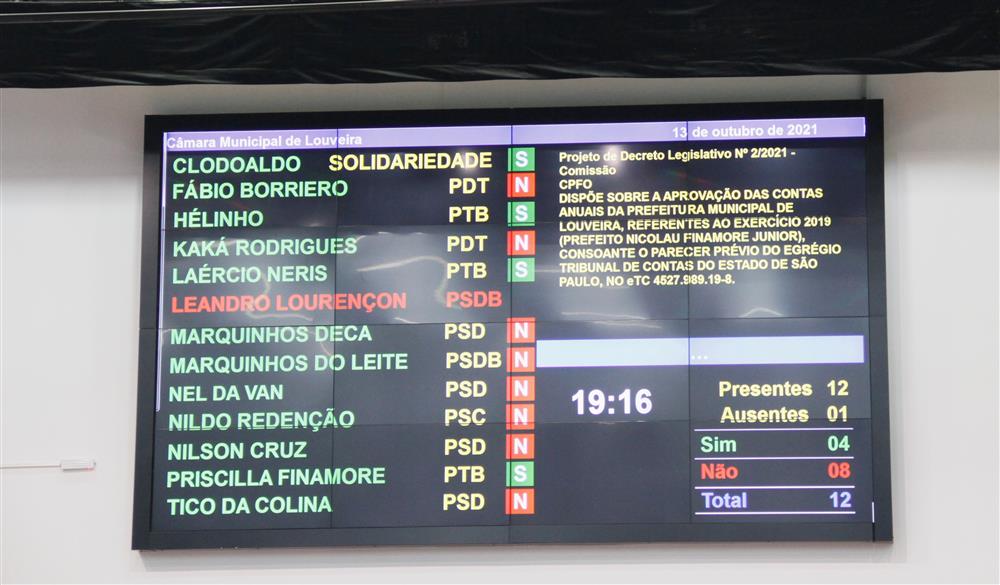 Câmara Municipal de Louveira 13 de outubro de 2021
CLODOALDO SOLIDARIEDADE S
FÁBIO BORRIERO PDT N
HÉLINHO PTB S
KAKÁ RODRIGUES PDT N
LAÉRCIO NERIS PTB S
LEANDRO LOURENÇON PSDB
MARQUINHOS DECA PSD N
MARQUINHOS DO LEITE PSDB N
NEL DA VAN PSD N
NILDO REDENÇÃO PSC N
NILSON CRUZ PSD N
PRISCILLA FINAMORE PTB S
TICO DA COLINA PSD N
Projeto de Decreto Legislativo Nº 2/2021 -
Comissão
CPFO
DISPÕE SOBRE A APROVAÇÃO DAS CONTAS
ANUAIS DA PREFEITURA MUNICIPAL DE
LOUVEIRA, REFERENTES AO EXERCÍCIO 2019
(PREFEITO NICOLAU FINAMORE JUNIOR),
CONSOANTE O PARECER PRÉVIO DO EGRÉGIO
TRIBUNAL DE CONTAS DO ESTADO DE SÃO
PAULO, NO eTC 4527.989.19-8.
...
19:16
Presentes 12
Ausentes 01
Sim 04
Não 08
Total 12